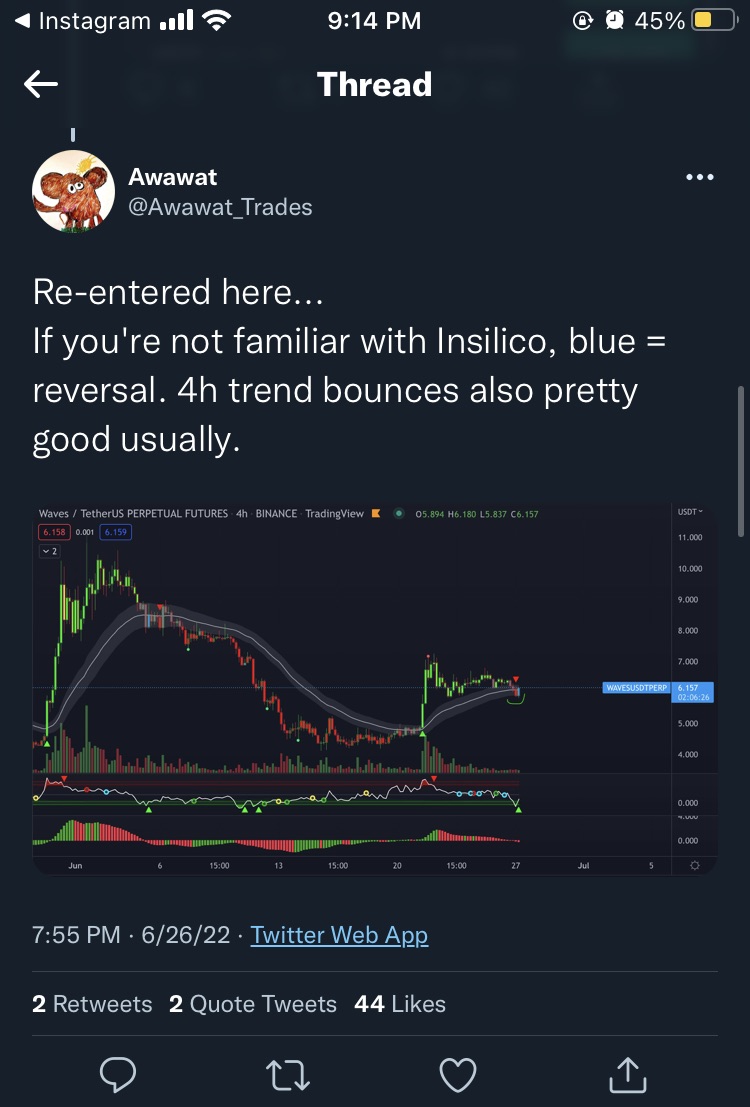 Instagram 9:14 PM 45%
Thread
Awawat
@Awawat_Trades
Re-entered here...
If you're not familiar with Insilico, blue =
reversal. 4h trend bounces also pretty
good usually.
Waves / TetherUS PERPETUAL FUTURES · 4h · BINANCE · TradingView O5.894 H6.180 L5.837 C6.157 USDT
6.158 0.001 6.159
2
11.000
10.000
9.000
8.000
7.000
WAVESUSDTPERP 6.157
02:06:26
5.000
4.000
0.000
0.000
Jun 6 15:00 13 15:00 20 15:00 27 Jul 5
7:55 PM · 6/26/22 · Twitter Web App
2 Retweets 2 Quote Tweets 44 Likes